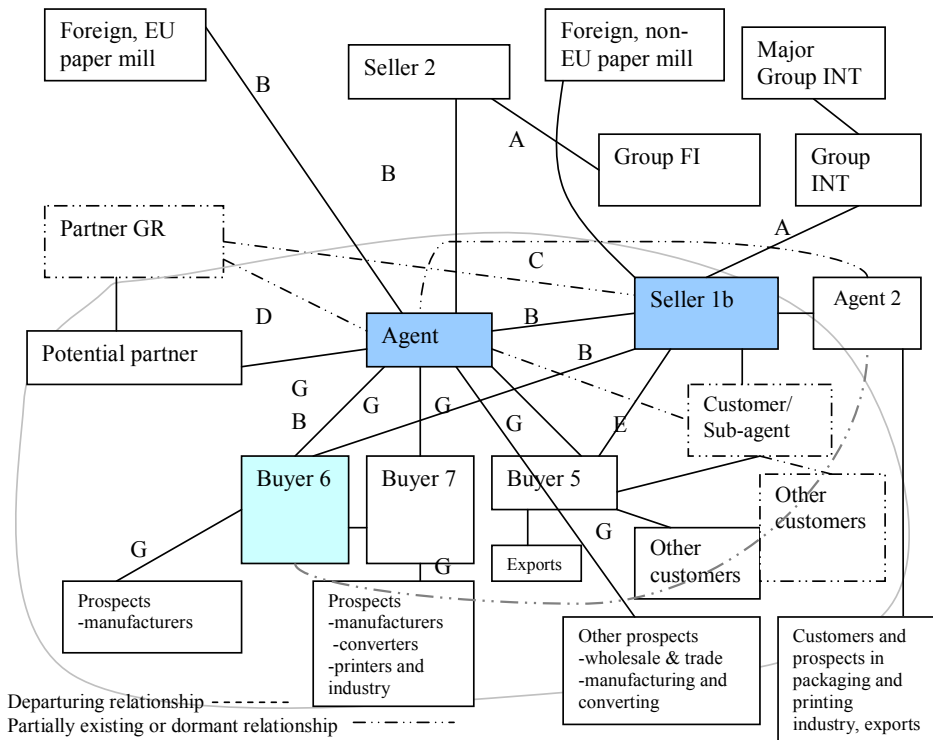 Foreign, EU
paper mill
Seller 2
Foreign, non-
EU paper mill
Major
Group INT
B
A
B
Group FI
Group
INT
Partner GR
A
C
Seller 1b
Agent 2
D
Agent
B
Potential partner
B
G
G
G
B
G
E
Customer/
Sub-agent
Buyer 6
Buyer 7
Buyer 5
Other
customers
G
G
G
Exports
Other
customers
Prospects
-manufacturers
Prospects
-manufacturers
-converters
-printers and
industry
Other prospects
-wholesale & trade
-manufacturing and
converting
Customers and
prospects in
packaging and
printing
industry, exports
Departuring relationship
Partially existing or dormant relationship